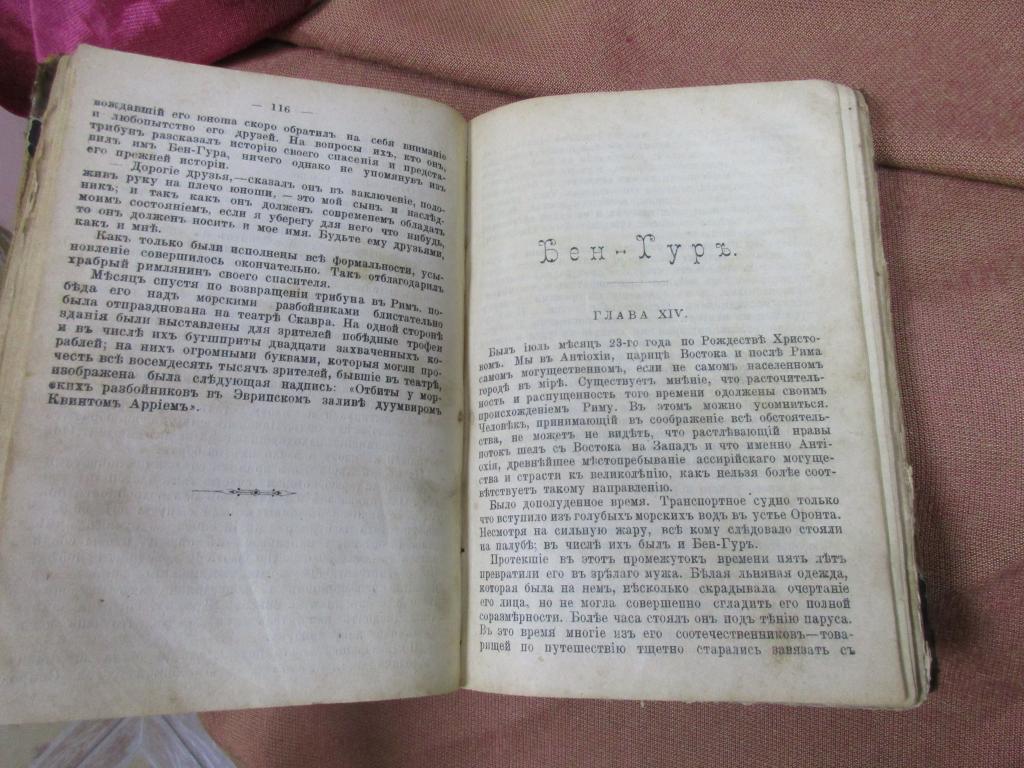 — 116 —
вождавшій его юноша скоро обратилъ на себя вниманіе
и любопытство его друзей. На вопросы ихъ, кто онъ,
трибунъ разсказалъ исторію своего спасенія и предста-
вилъ имъ Бен-Гура, ничего однако не упомянувъ изъ
его прежней исторіи.
— Дорогіе друзья,—сказалъ онъ въ заключеніе, поло-
живъ руку на плечо юноши, — это мой сынъ и наслѣд-
никъ; и такъ какъ онъ долженъ современемъ обладать
моимъ состояніемъ, если я уберегу для него что нибудь,
то онъ долженъ носить и мое имя. Будьте ему друзьями,
какъ и мнѣ.
Какъ только были исполнены всѣ формальности, усы-
новленіе совершилось окончательно. Такъ отблагодарилъ
храбрый римлянинъ своего спасителя.
Мѣсяцъ спустя по возвращеніи трибуна въ Римъ, по-
бѣда его надъ морскими разбойниками блистательно
была отпразднована на театрѣ Скавра. На одной сторонѣ
зданія были выставлены для зрителей побѣдные трофеи
и въ числѣ ихъ бугшприты двадцати захваченныхъ ко-
раблей; на нихъ огромными буквами, которыя могли про-
честь всѣ восемдесять тысячъ зрителей, бывшіе въ театрѣ,
изображена была слѣдующая надпись: «Отбиты у мор-
скихъ разбойниковъ въ Эврипскомъ заливѣ дуумвиромъ
Квинтомъ Арріемъ».
Бен-Гуръ.
ГЛАВА XIV.
Былъ іюль мѣсяцъ 23-го года по Рождествѣ Христо-
вомъ. Мы въ Антіохіи, царицѣ Востока и послѣ Рима
самомъ могущественномъ, если не самомъ населенномъ
городѣ въ мірѣ. Существуетъ мнѣніе, что расточитель-
ность и распущенность того времени одолжены своимъ
происхожденіемъ Риму. Въ этомъ можно усомниться.
Человѣкъ, принимающій въ соображеніе всѣ обстоятель-
ства, не можетъ не видѣть, что растлѣвающій нравы
потокъ шелъ съ Востока на Западъ и что именно Анті-
охія, древнѣйшее мѣстопребываніе ассирійскаго могуще-
ства и страсти къ великолѣпію, какъ нельзя болѣе соот-
вѣтствуетъ такому направленію.
Было дополуденное время. Транспортное судно только
что вступило изъ голубыхъ морскихъ водъ въ устье Оронта.
Несмотря на сильную жару, всѣ кому слѣдовало стояли
на палубѣ; въ числѣ ихъ былъ и Бен-Гуръ.
Протекшіе въ этотъ промежутокъ времени пять лѣтъ
превратили его въ зрѣлаго мужа. Бѣлая льняная одежда,
которая была на немъ, нѣсколько скрадывала очертаніе
его лица, но не могла совершенно сгладить его полной
соразмѣрности. Болѣе часа стоялъ онъ подъ тѣнію паруса.
Въ это время многіе изъ его соотечественниковъ—това-
рищей по путешествію тщетно старались завязать съ